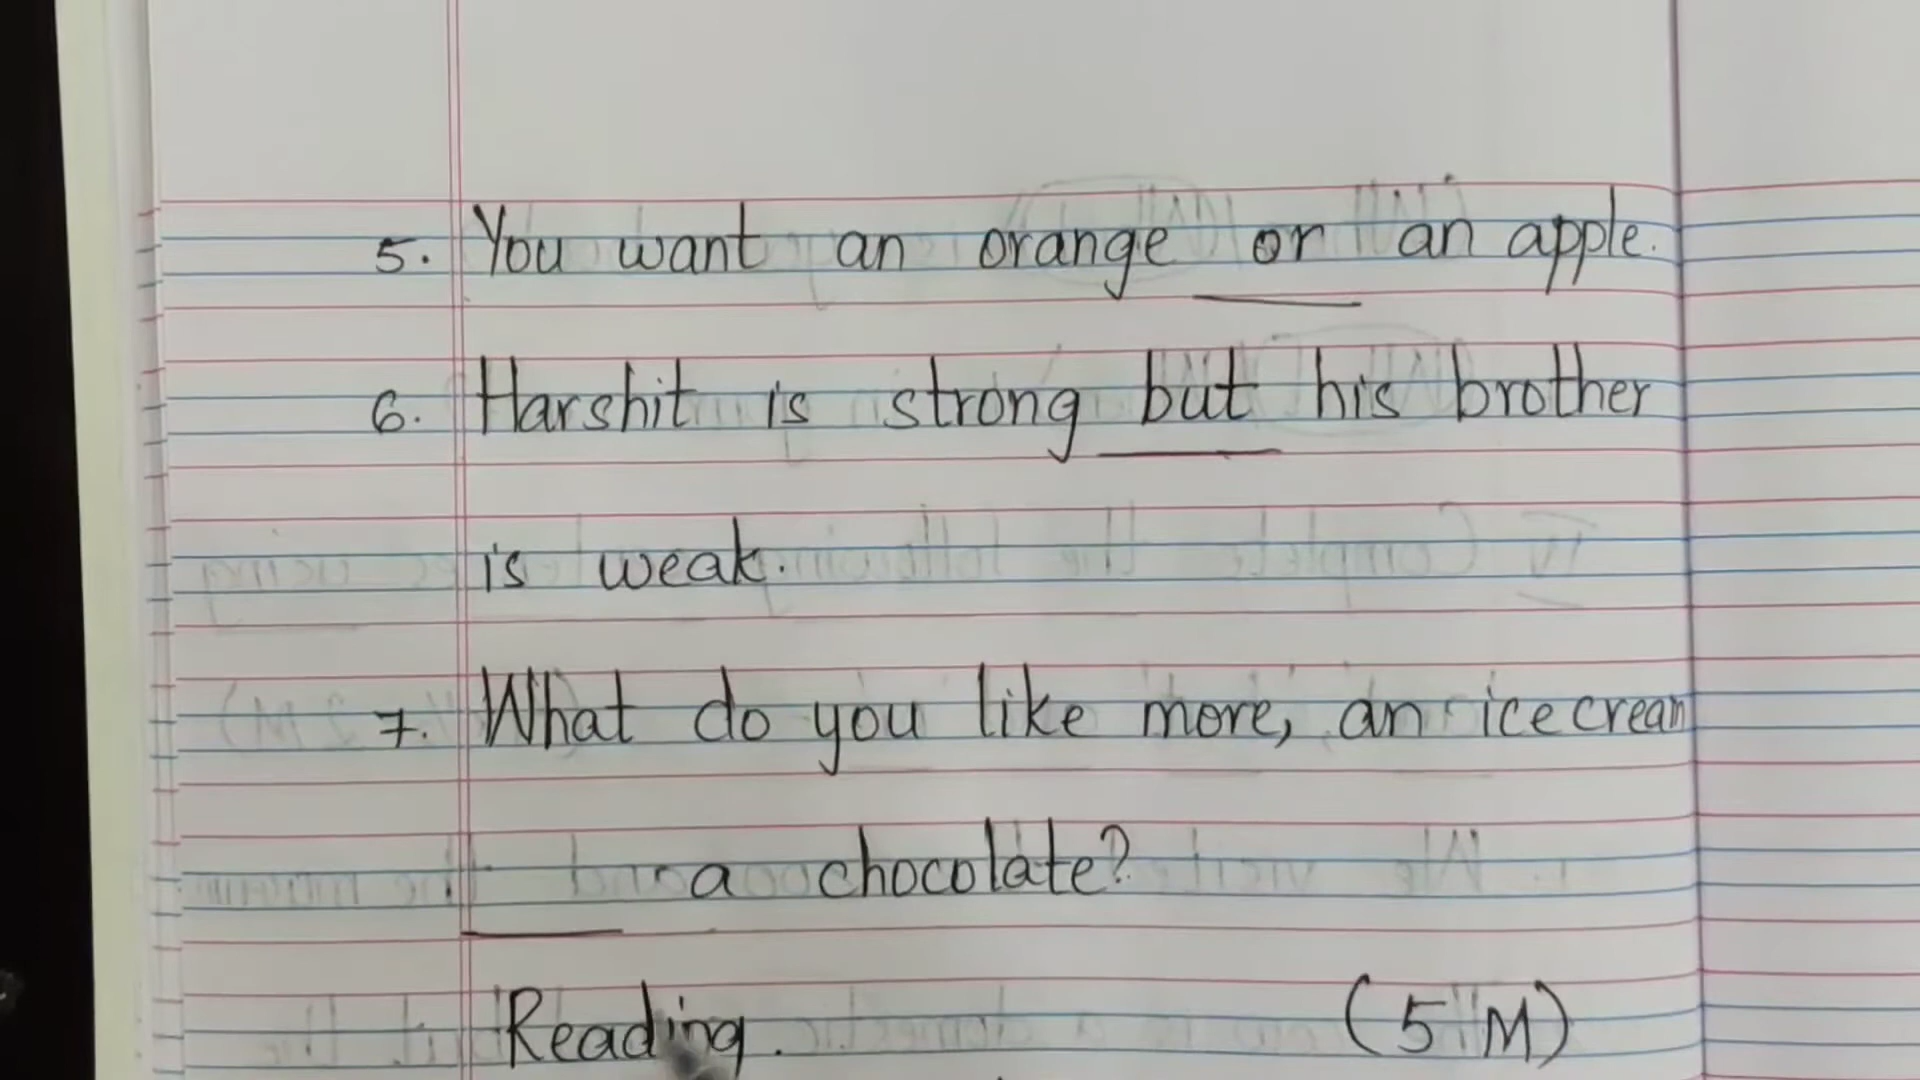 5. You want an orange or an apple.
6. Harshit is strong but his brother
is weak.
7. What do you like more, an ice cream
____ a chocolate?
Reading. (5 M)